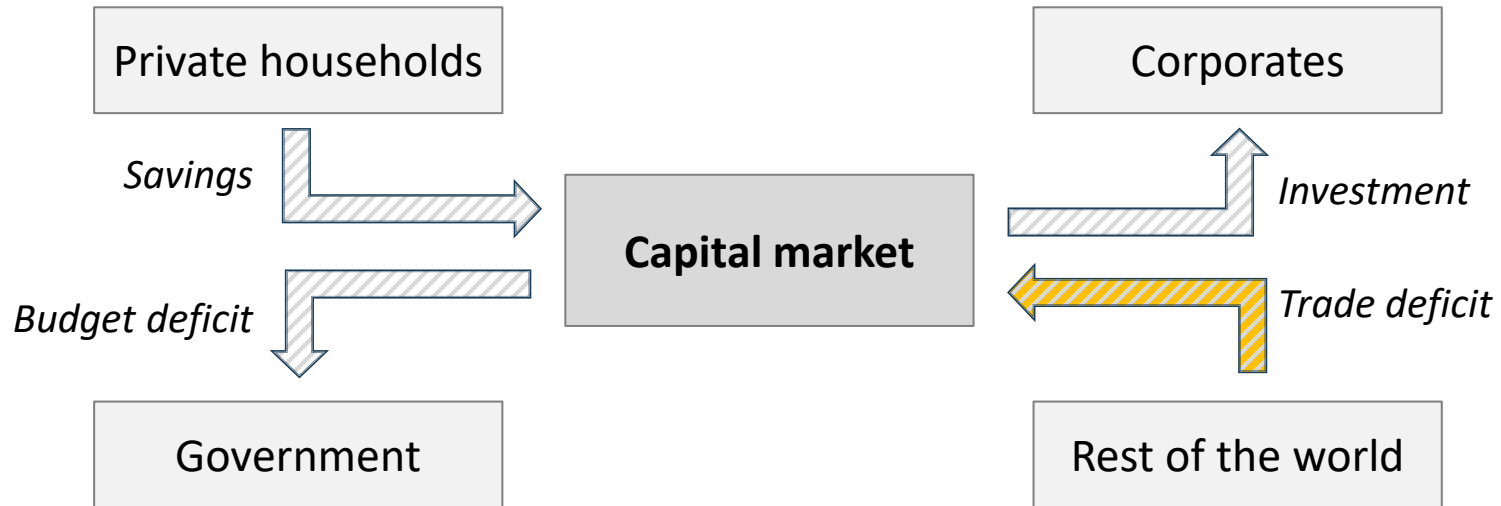 Private households
Corporates
Savings
Investment
Capital market
Budget deficit
Trade deficit
Government
Rest of the world